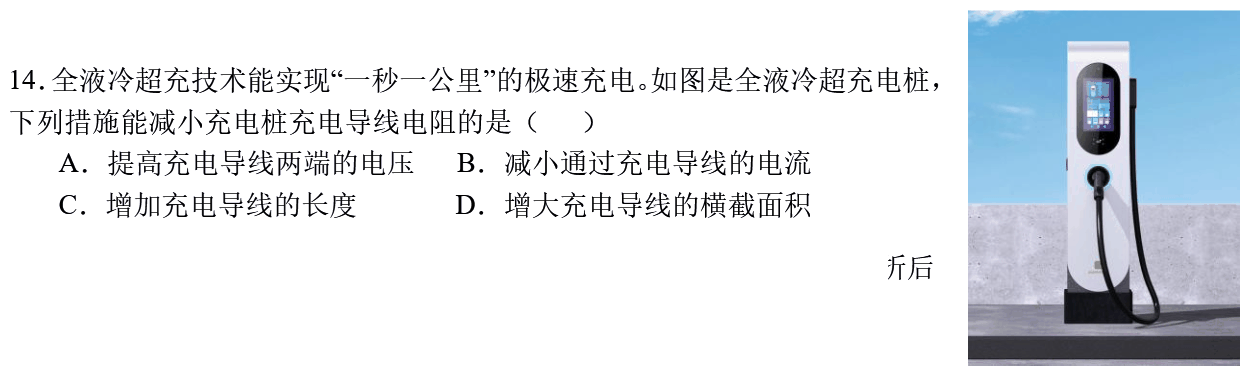 14.全液冷超充技术能实现“一秒一公里”的极速充电。如图是全液冷超充电桩，
下列措施能减小充电桩充电导线电阻的是（　　）
A．提高充电导线两端的电压　B．减小通过充电导线的电流
C．增加充电导线的长度　D．增大充电导线的横截面积
后